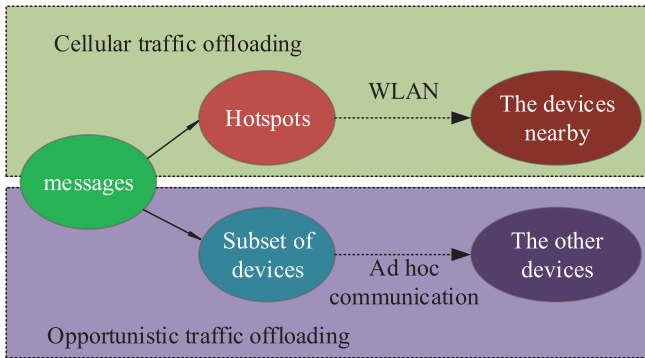 Cellular traffic offloading
WLAN
Hotspots
The devices
nearby
messages
Subset of
devices
Ad hoc
communication
The other
devices
Opportunistic traffic offloading